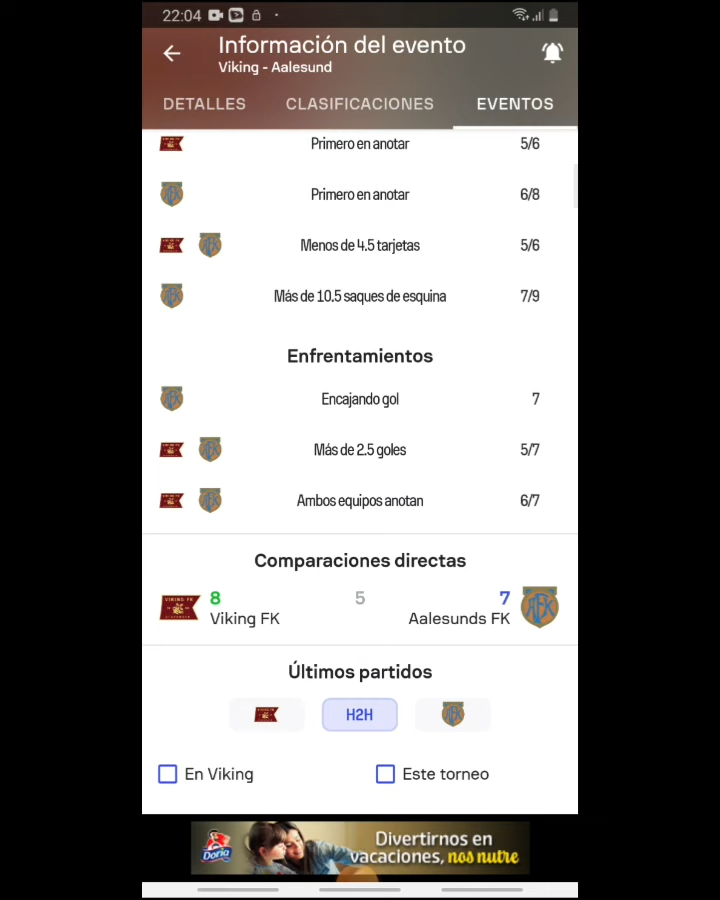 22:04
Información del evento
Viking - Aalesund
DETALLES CLASIFICACIONES EVENTOS
Primero en anotar 5/6
Primero en anotar 6/8
Menos de 4.5 tarjetas 5/6
Más de 10.5 saques de esquina 7/9
Enfrentamientos
Encajando gol 7
Más de 2.5 goles 5/7
Ambos equipos anotan 6/7
Comparaciones directas
VIKING FK
8 5 7
Viking FK Aalesunds FK
Últimos partidos
H2H
En Viking Este torneo
Doria
Divertirnos en
vacaciones, nos nutre